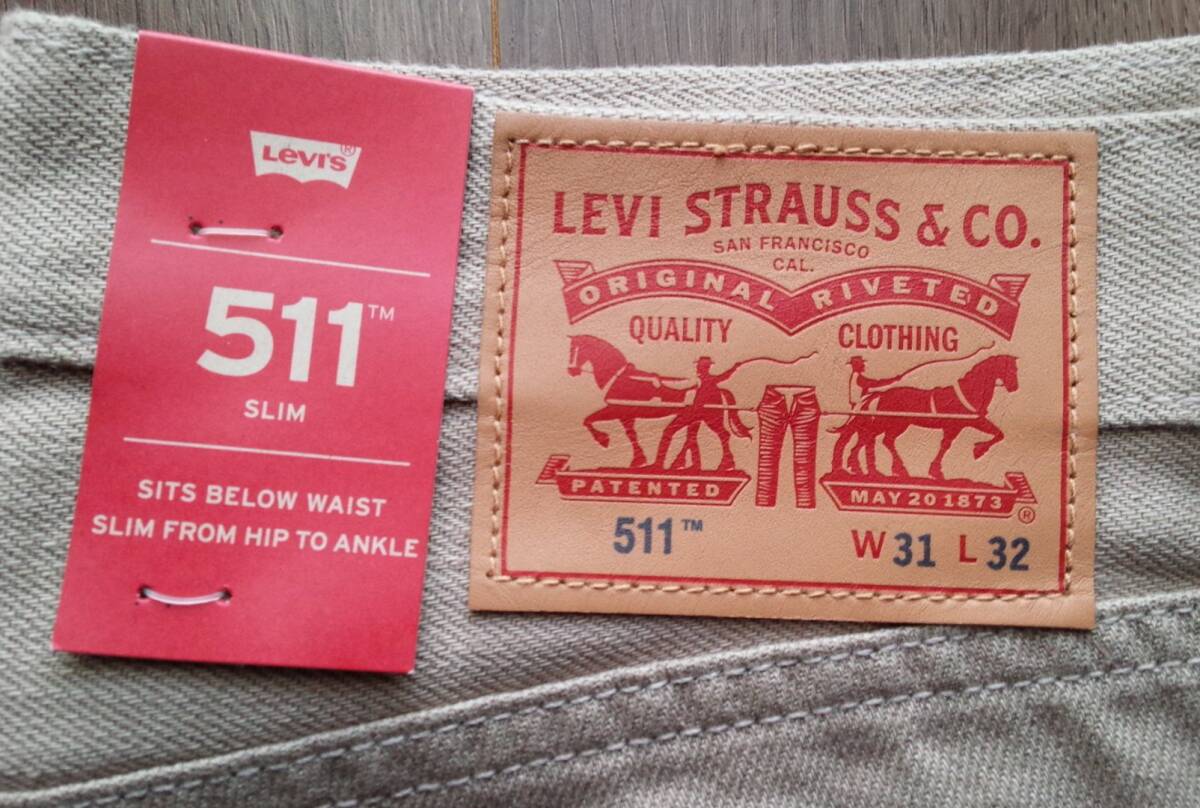 Levi's®
511™
SLIM
SITS BELOW WAIST
SLIM FROM HIP TO ANKLE
LEVI STRAUSS & CO.
SAN FRANCISCO
CAL.
ORIGINAL RIVETED
QUALITY CLOTHING
PATENTED MAY 20 1873 ®
511™ W 31 L 32